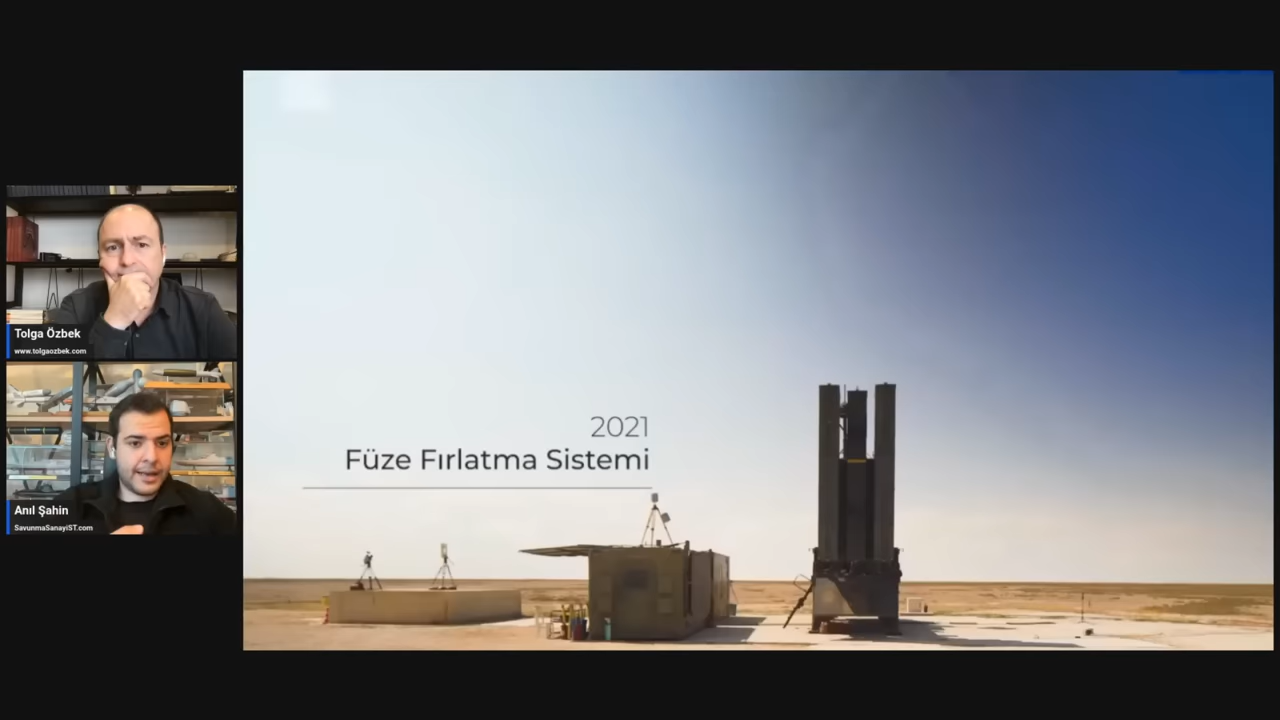 Tolga Özbek
www.tolgaozbek.com
Anıl Şahin
SavunmaSanayiST.com
2021
Füze Fırlatma Sistemi